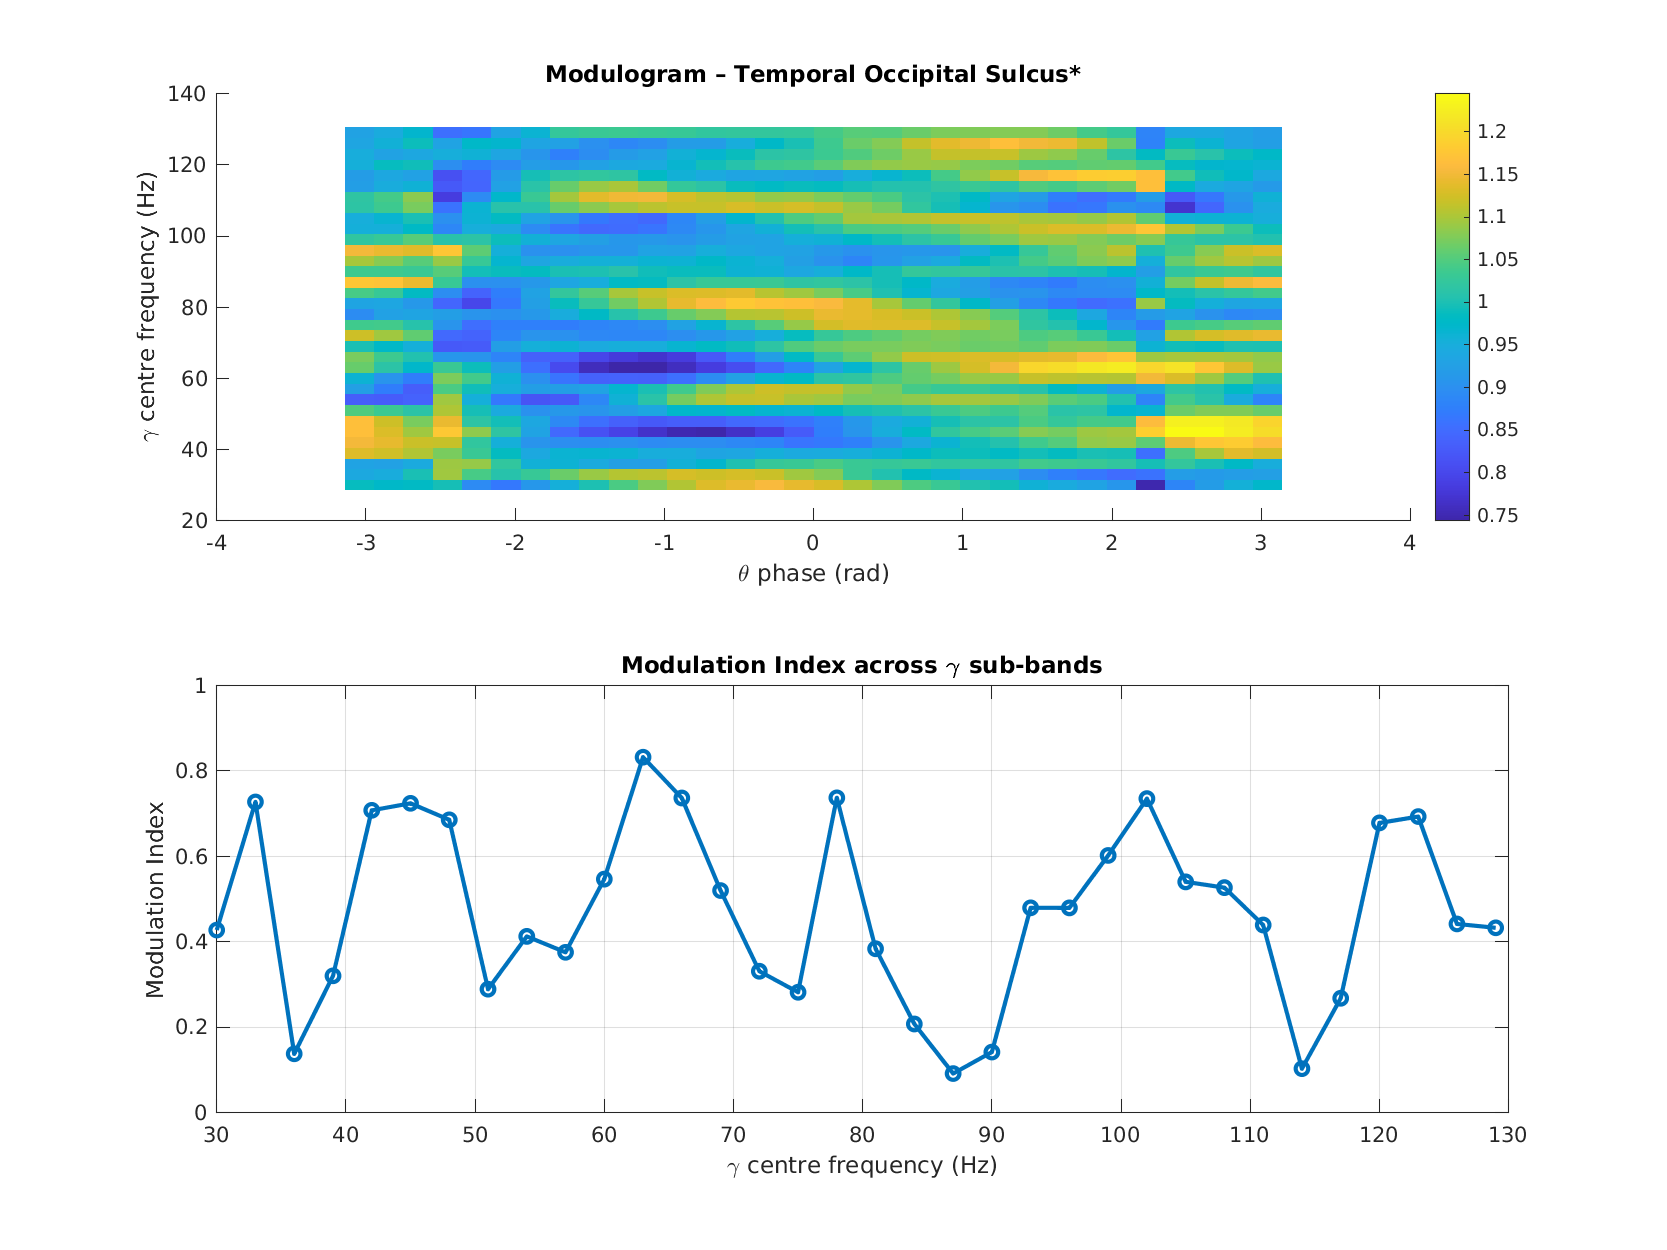 Modulogram – Temporal Occipital Sulcus*
140
120
100
80
60
40
20
γ centre frequency (Hz)
-4 -3 -2 -1 0 1 2 3 4
θ phase (rad)
1.2
1.15
1.1
1.05
1
0.95
0.9
0.85
0.8
0.75
Modulation Index across γ sub-bands
1
0.8
0.6
0.4
0.2
0
Modulation Index
30 40 50 60 70 80 90 100 110 120 130
γ centre frequency (Hz)